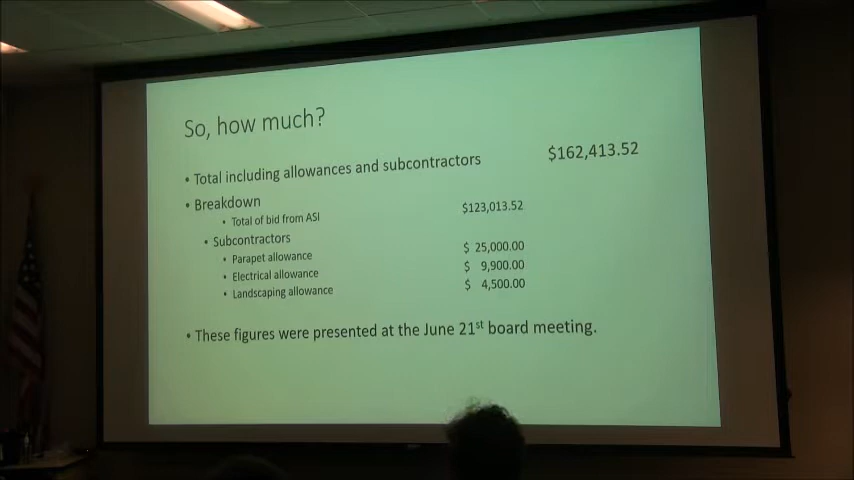 So, how much?
• Total including allowances and subcontractors $162,413.52
• Breakdown
• Total of bid from ASI $123,013.52
• Subcontractors
• Parapet allowance $ 25,000.00
• Electrical allowance $ 9,900.00
• Landscaping allowance $ 4,500.00
• These figures were presented at the June 21st board meeting.